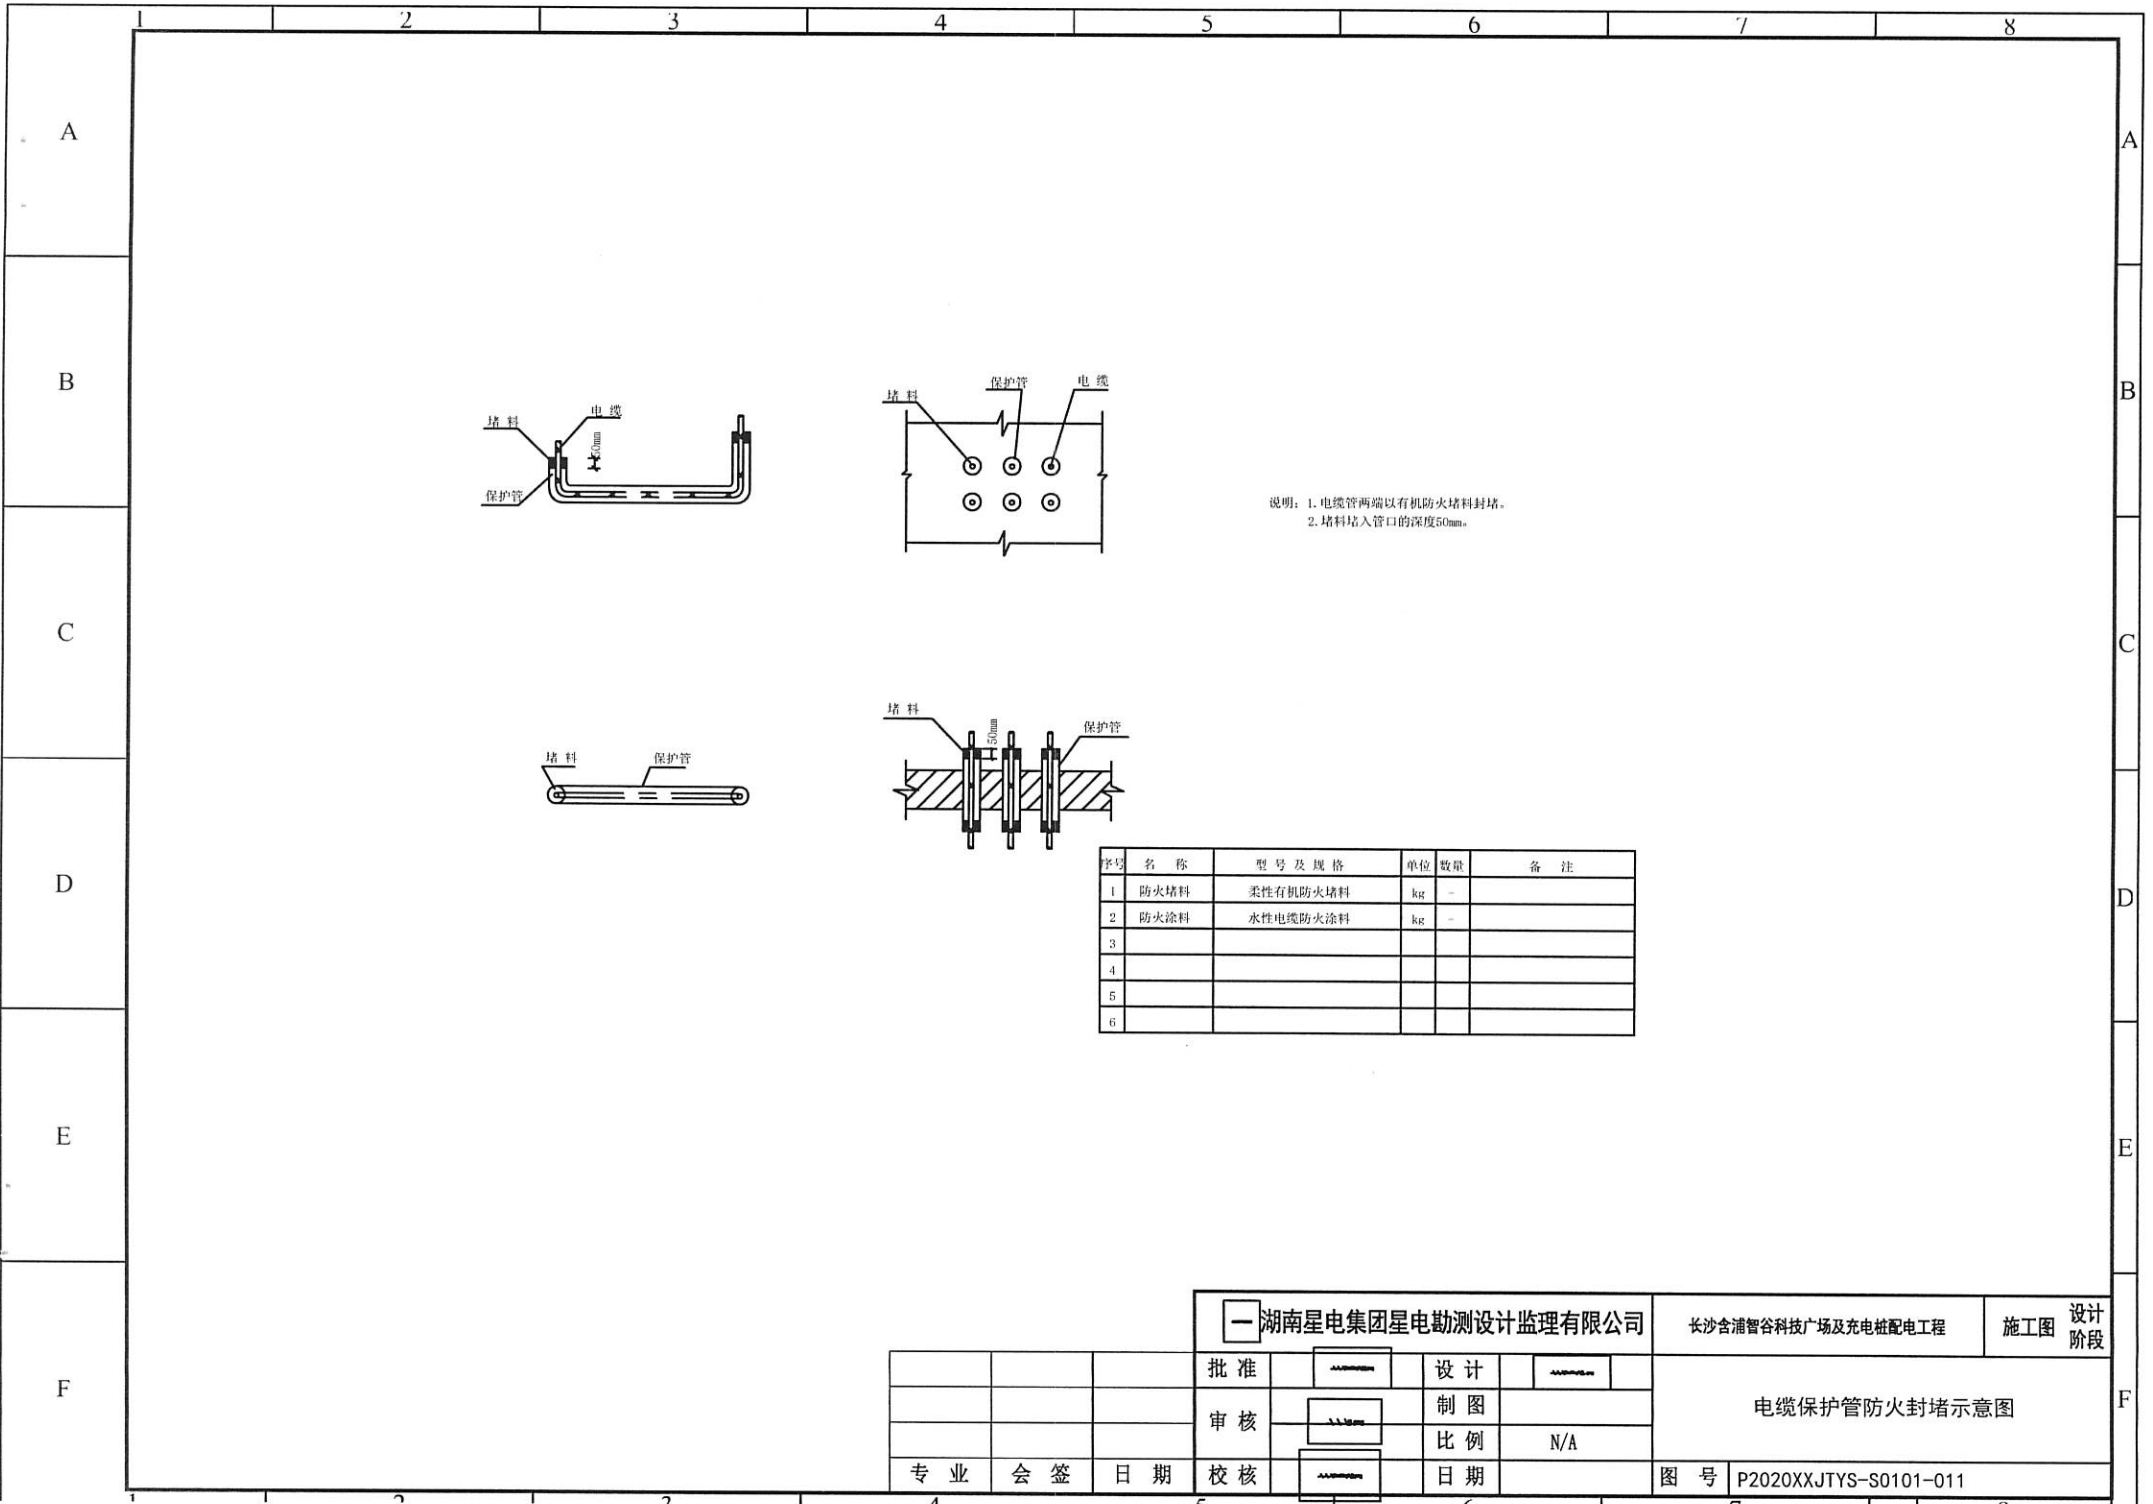 1 2 3 4 5 6 7 8
A A
B B
C C
D D
E E
F F
堵 料
电 缆
50mm
保护管
堵 料
保护管
电 缆
说明：1.电缆管两端以有机防火堵料封堵。
2.堵料堵入管口的深度50mm。
堵 料
保护管
堵 料
50mm
保护管
序号 名 称 型 号 及 规 格 单位 数量 备 注
1 防火堵料 柔性有机防火堵料 kg -
2 防火涂料 水性电缆防火涂料 kg -
3
4
5
6
湖南星电集团星电勘测设计监理有限公司 长沙含浦智谷科技广场及充电桩配电工程 施工图 设计
阶段
批 准 设 计
审 核 制 图 电缆保护管防火封堵示意图
比 例 N/A
专 业 会 签 日 期 校 核 日 期 图 号 P2020XXJTYS-S0101-011